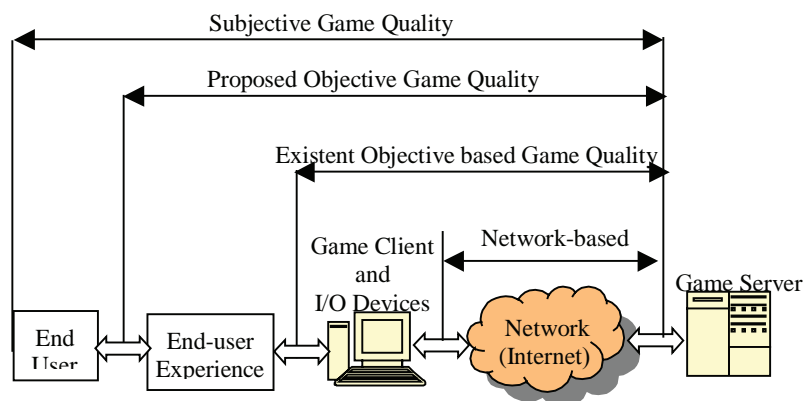 Subjective Game Quality
Proposed Objective Game Quality
Existent Objective based Game Quality
Game Client
and
I/O Devices
Network-based
Game Server
End
User
End-user
Experience
Network
(Internet)